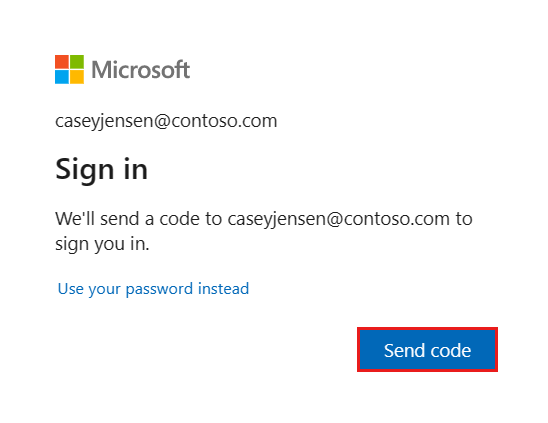 Microsoft
caseyjensen@contoso.com
Sign in
We'll send a code to caseyjensen@contoso.com to
sign you in.
Use your password instead
Send code